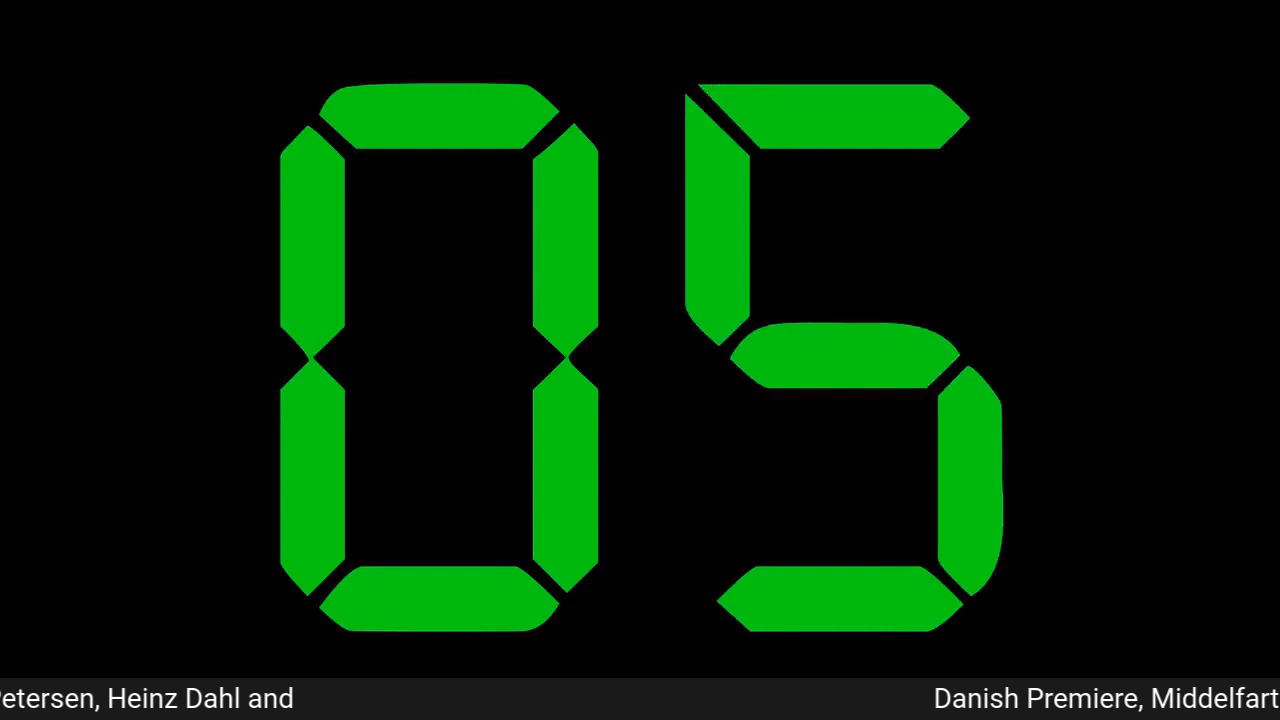 05
etersen, Heinz Dahl and
Danish Premiere, Middelfart